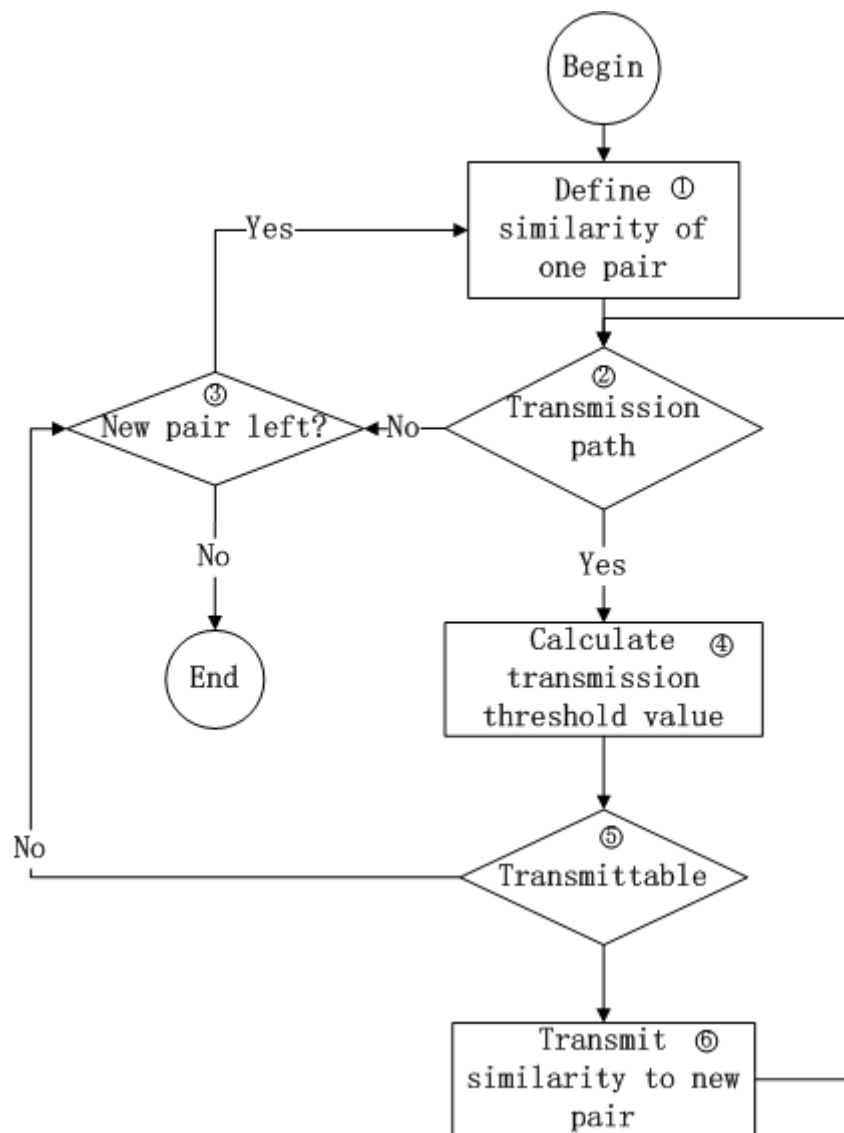 Begin
Define ①
similarity of
one pair
Yes
③
New pair left?
No
②
Transmission
path
No
End
Yes
Calculate ④
transmission
threshold value
⑤
Transmittable
No
Transmit ⑥
similarity to new
pair